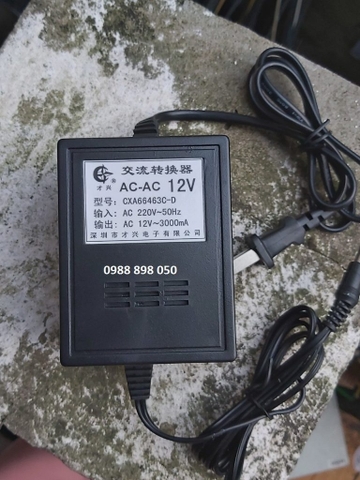 交流转换器
才兴® AC-AC 12V
型号: CXA66463C-D
输入: AC 220V~50Hz
输出: AC 12V~3000mA
深圳市才兴电子有限公司
0988 898 050